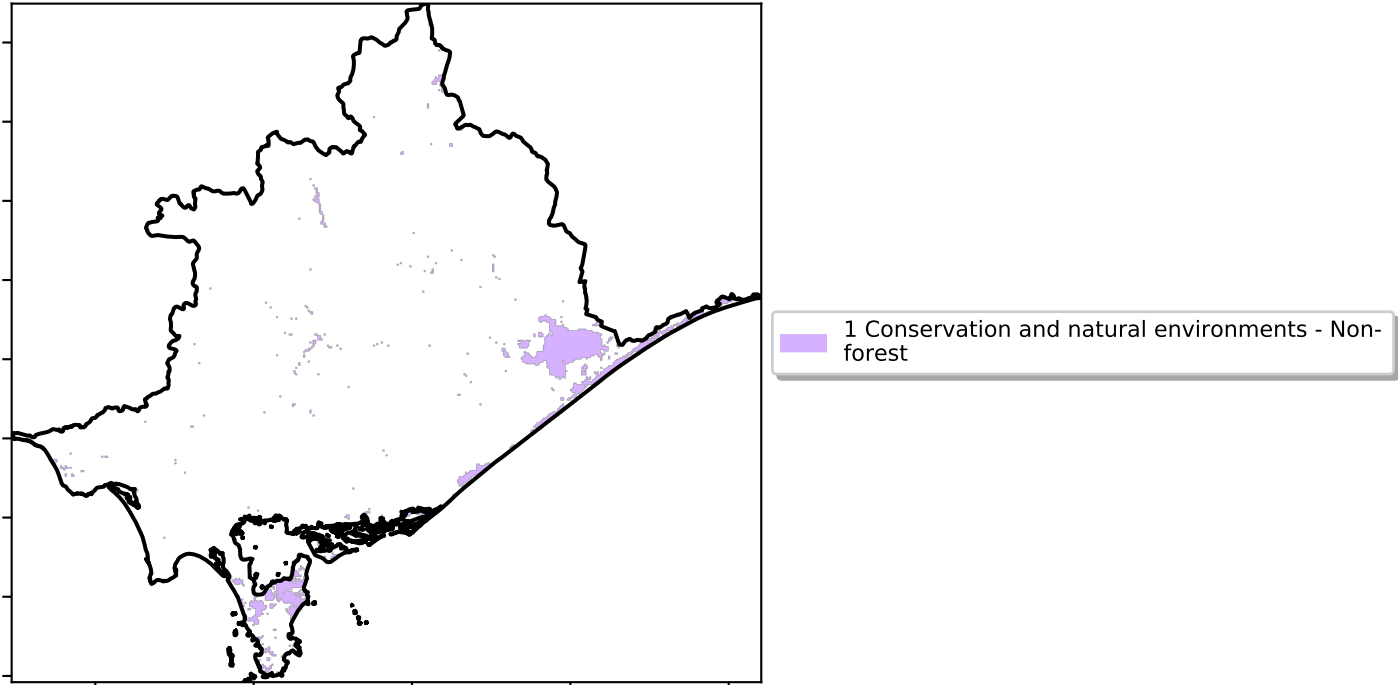 1 Conservation and natural environments - Non-
forest